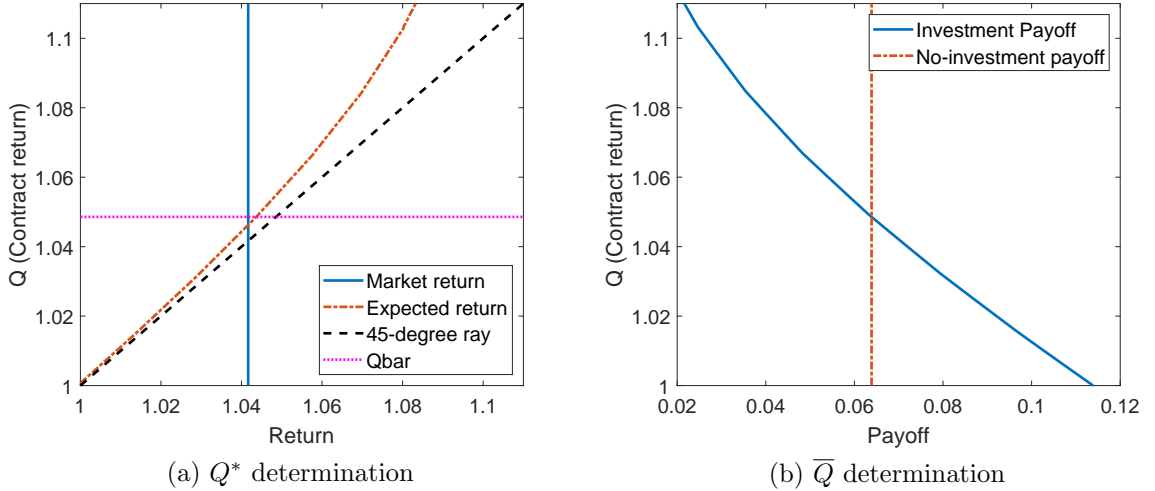 1.1
1.08
1.06
1.04
1.02
1
Q (Contract return)
1
1.02
1.04
1.06
1.08
1.1
Return
Market return
Expected return
45-degree ray
Qbar
(a) Q* determination
1.1
1.08
1.06
1.04
1.02
1
Q (Contract return)
0.02
0.04
0.06
0.08
0.1
0.12
Payoff
Investment Payoff
No-investment payoff
(b) Q̅ determination